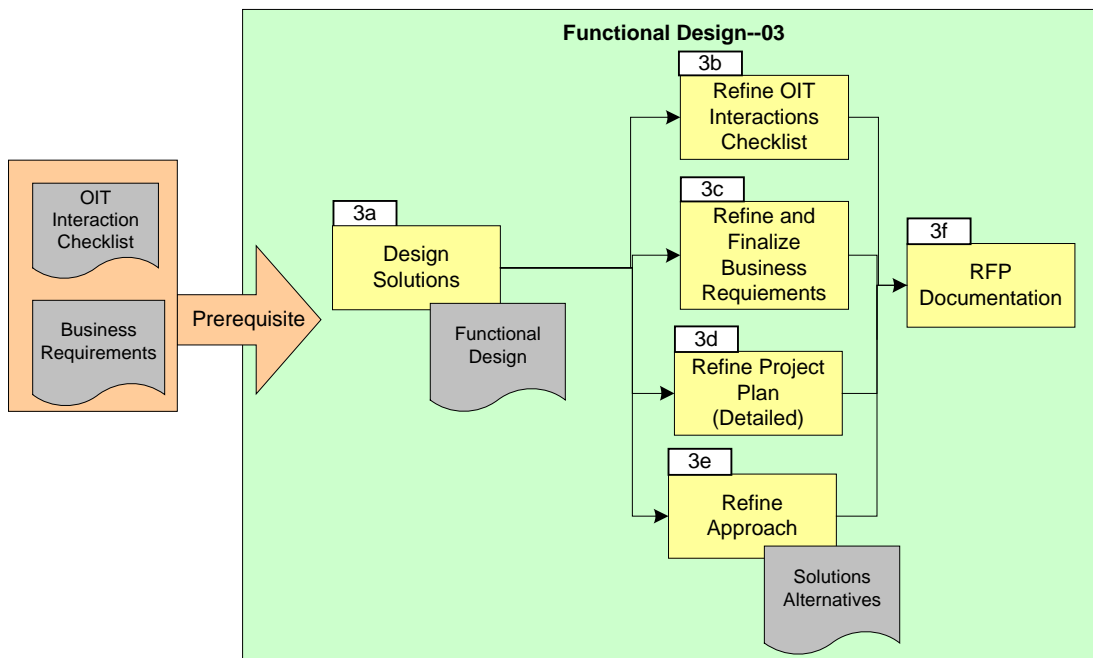 Functional Design--03
OIT
Interaction
Checklist
Business
Requirements
Prerequisite
3a
Design
Solutions
Functional
Design
3b
Refine OIT
Interactions
Checklist
3c
Refine and
Finalize
Business
Requiements
3d
Refine Project
Plan
(Detailed)
3e
Refine
Approach
Solutions
Alternatives
3f
RFP
Documentation